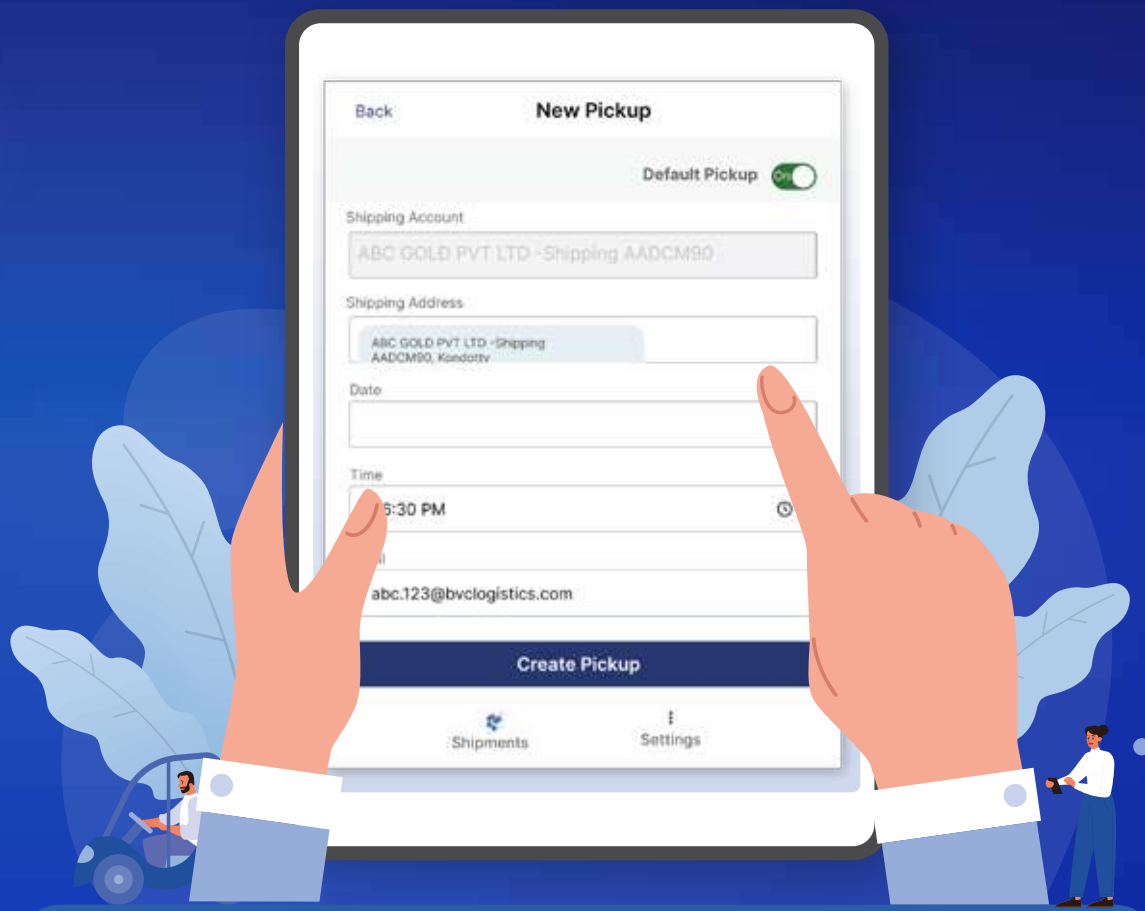 Back
New Pickup
Default Pickup
On
Shipping Account
ABC GOLD PVT LTD -Shipping AADCM90
Shipping Address
ABC GOLD PVT LTD -Shipping
AADCM90, Kondotty
Date
Time
6:30 PM
abc.123@bvclogistics.com
Create Pickup
Shipments
Settings